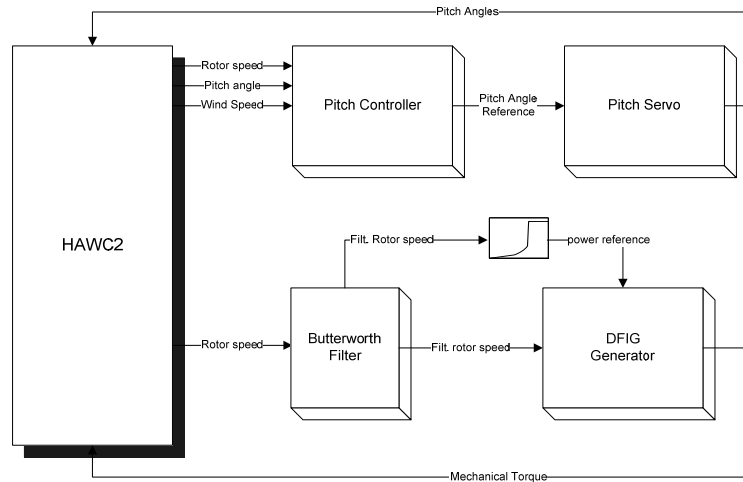 Pitch Angles
Rotor speed
Pitch angle
Wind Speed
Pitch Controller
Pitch Angle
Reference
Pitch Servo
HAWC2
Filt. Rotor speed
power reference
Rotor speed
Butterworth
Filter
Filt. rotor speed
DFIG
Generator
Mechanical Torque